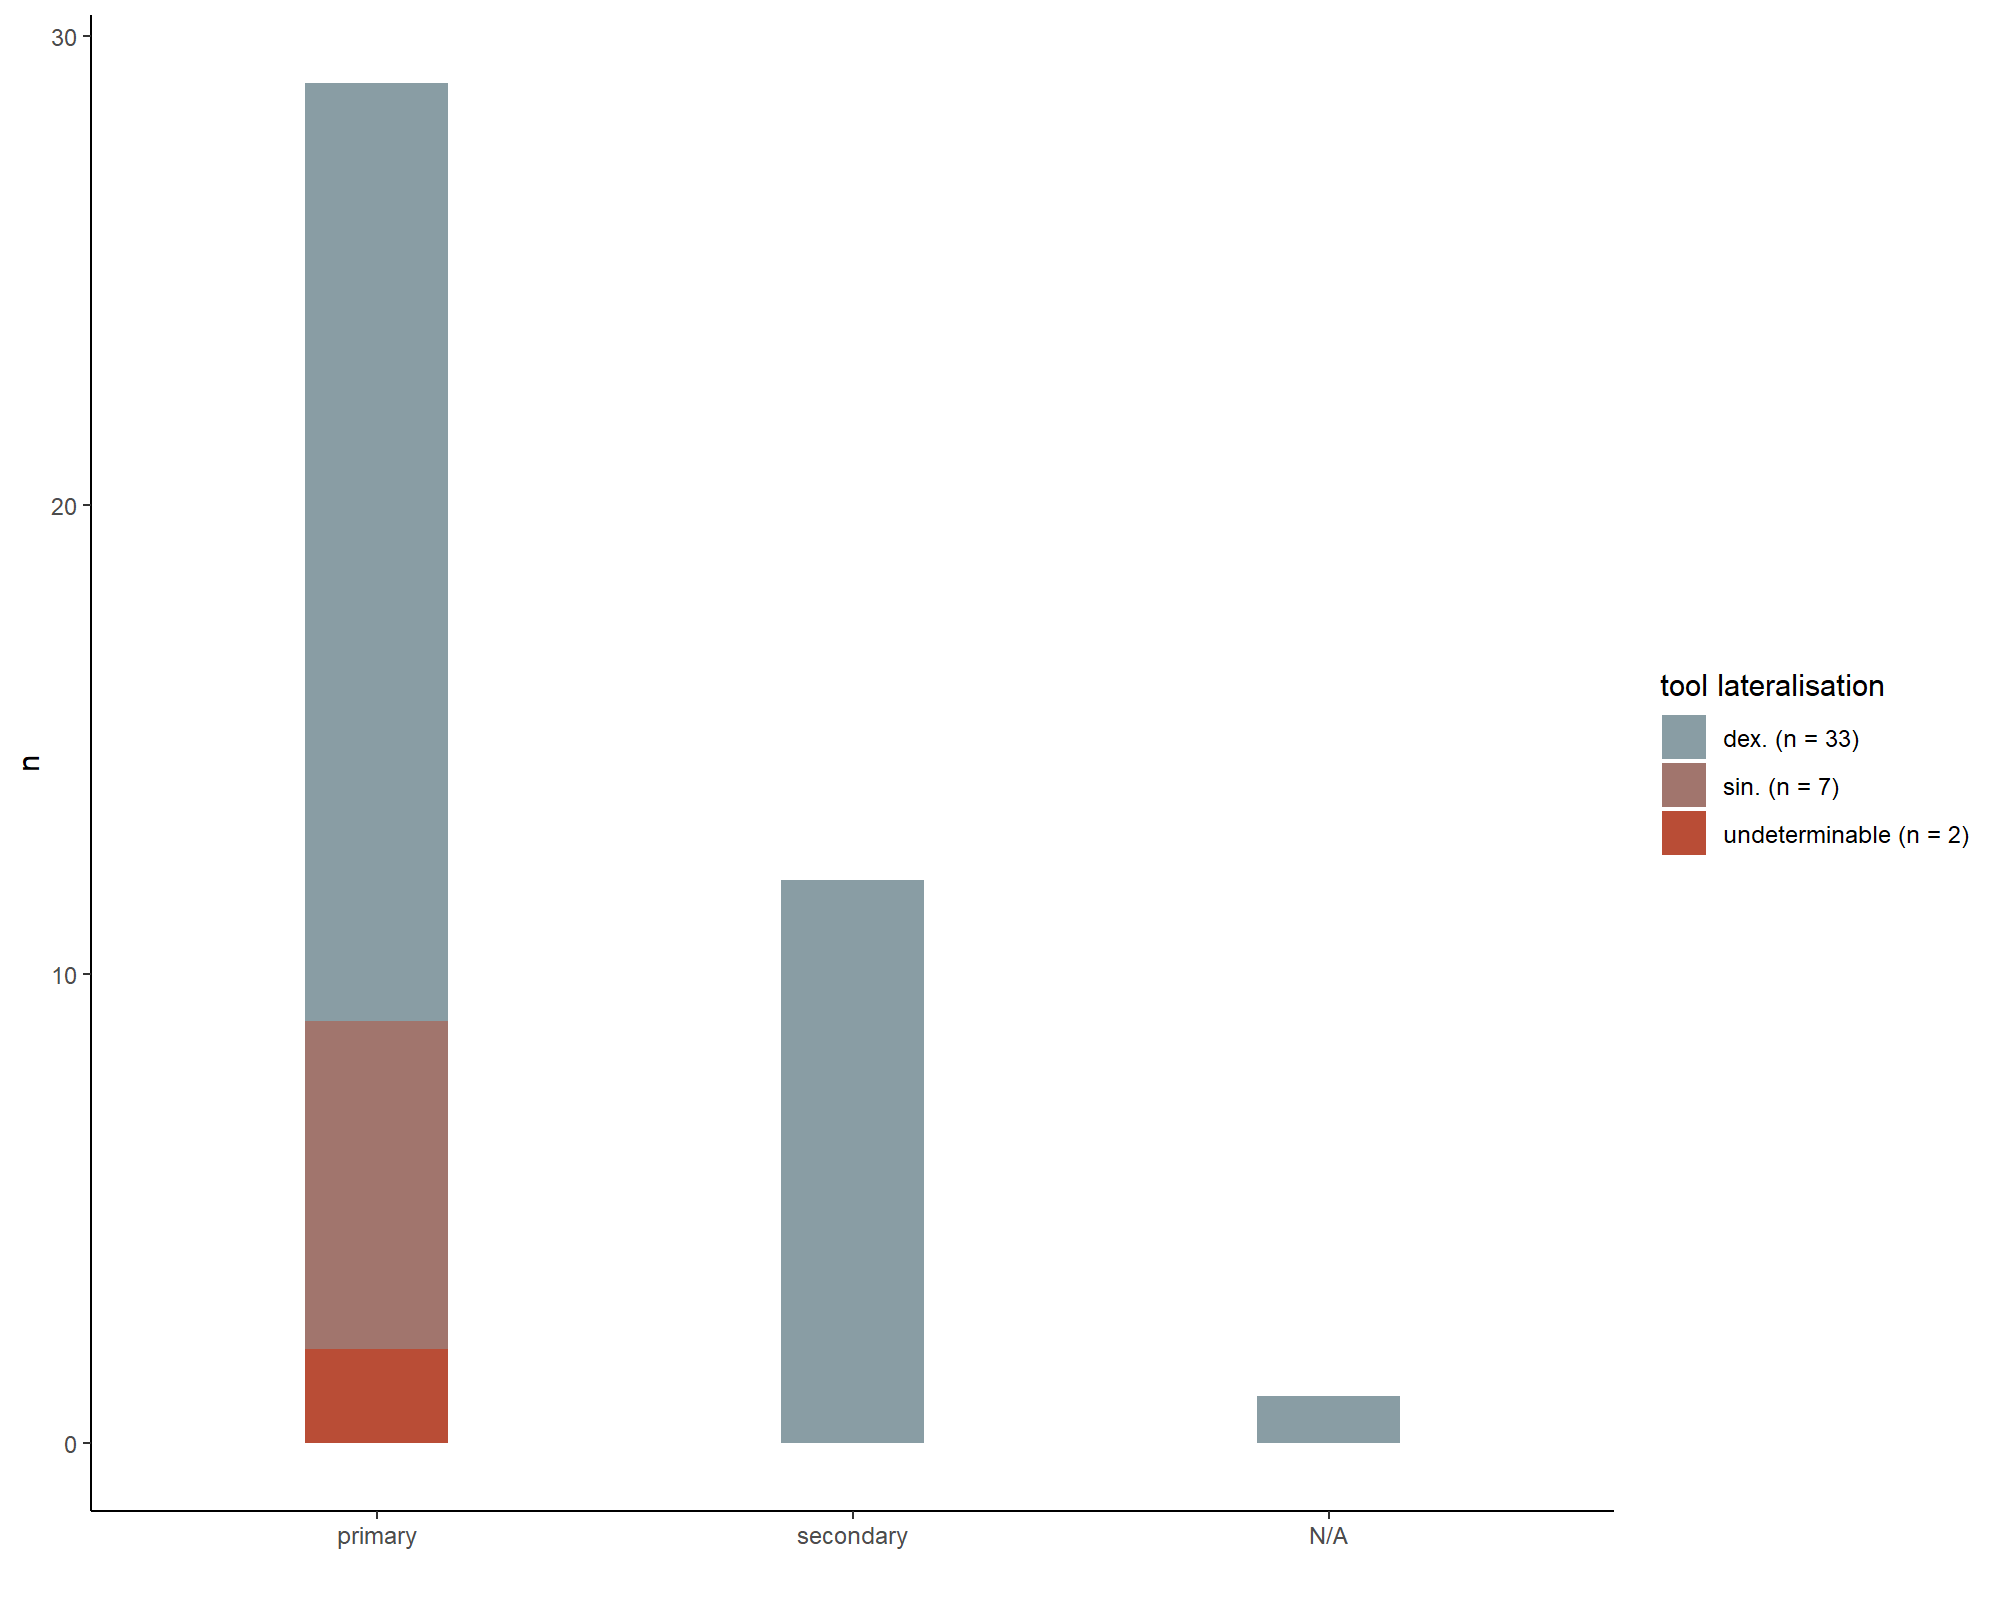 30
20
10
0
n
primary
secondary
N/A
tool lateralisation
dex. (n = 33)
sin. (n = 7)
undeterminable (n = 2)